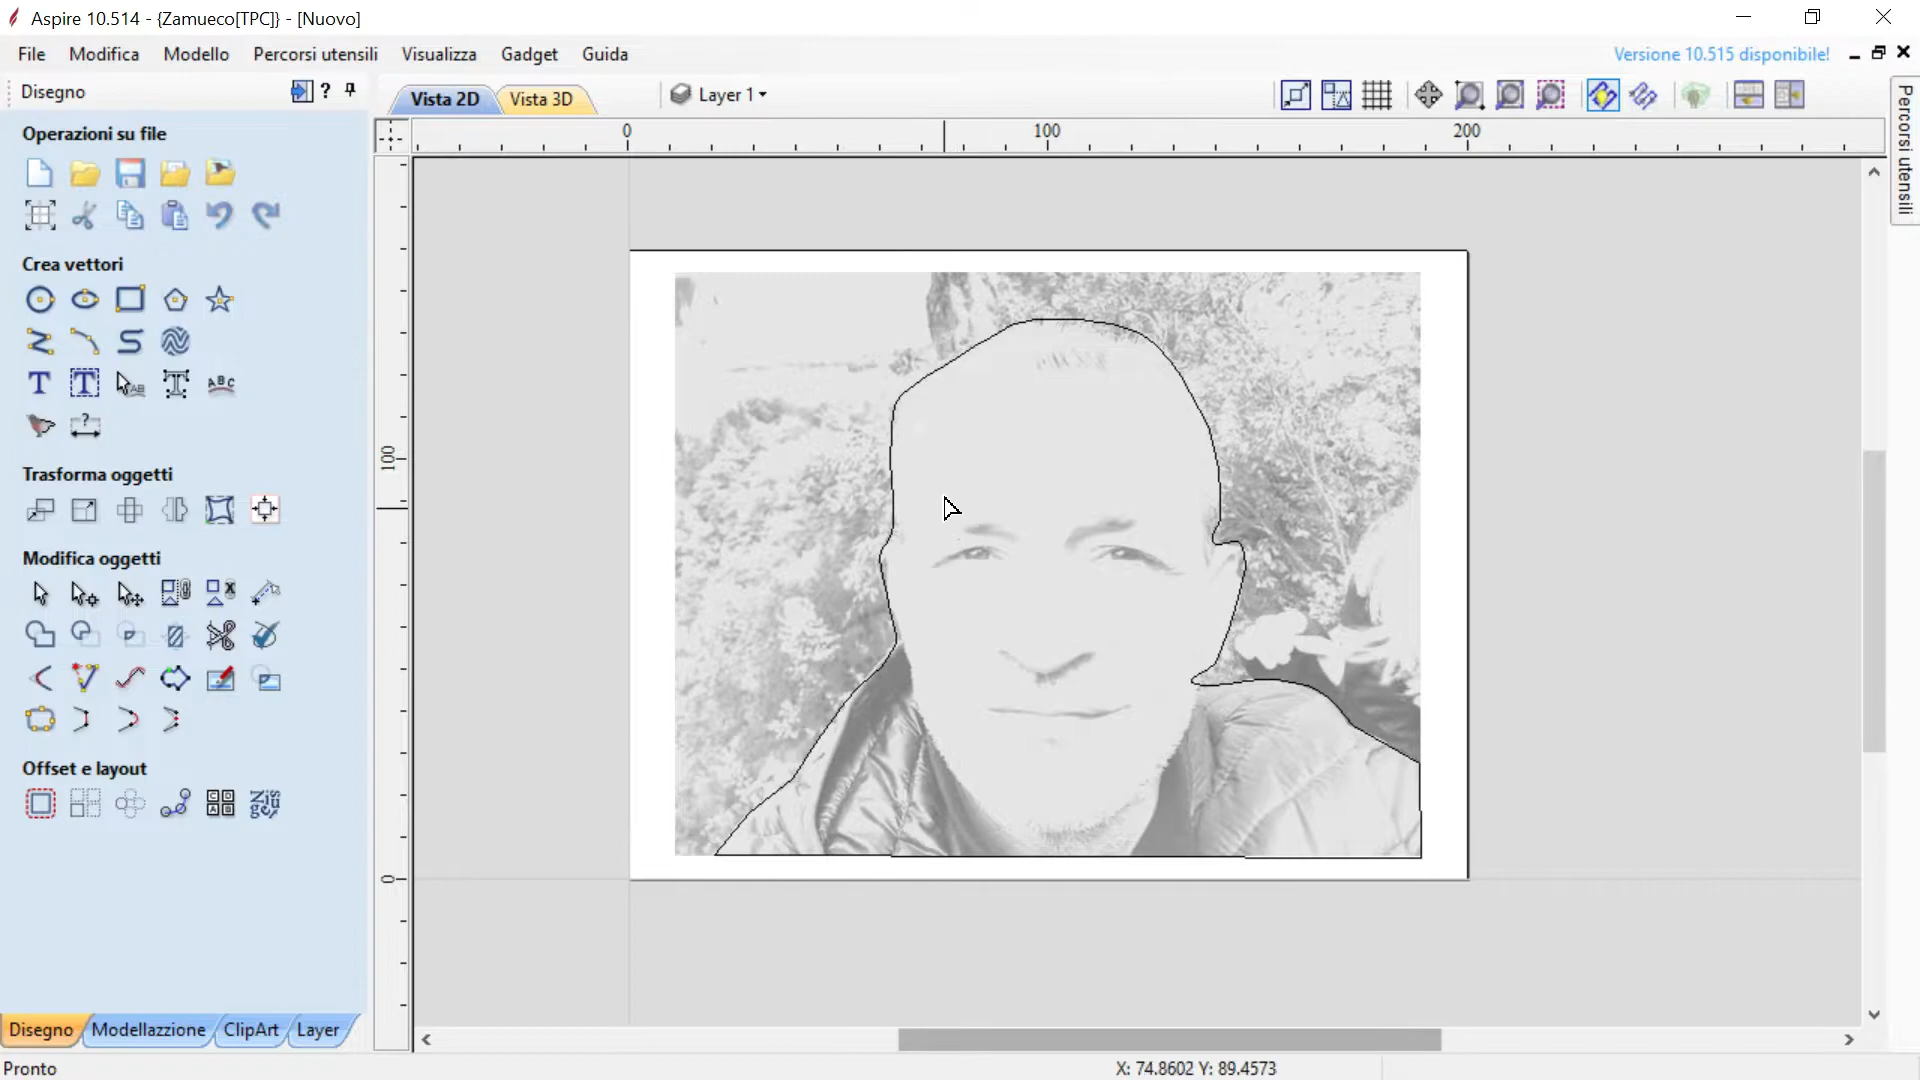 Aspire 10.514 - {Zamueco[TPC]} - [Nuovo]
File Modifica Modello Percorsi utensili Visualizza Gadget Guida
Versione 10.515 disponibile!
Disegno
?
Vista 2D Vista 3D
Layer 1
Percorsi utensili
0 100 200
100
0
Operazioni su file
Crea vettori
Trasforma oggetti
Modifica oggetti
Offset e layout
Disegno Modellazzione ClipArt Layer
Pronto
X: 74.8602 Y: 89.4573